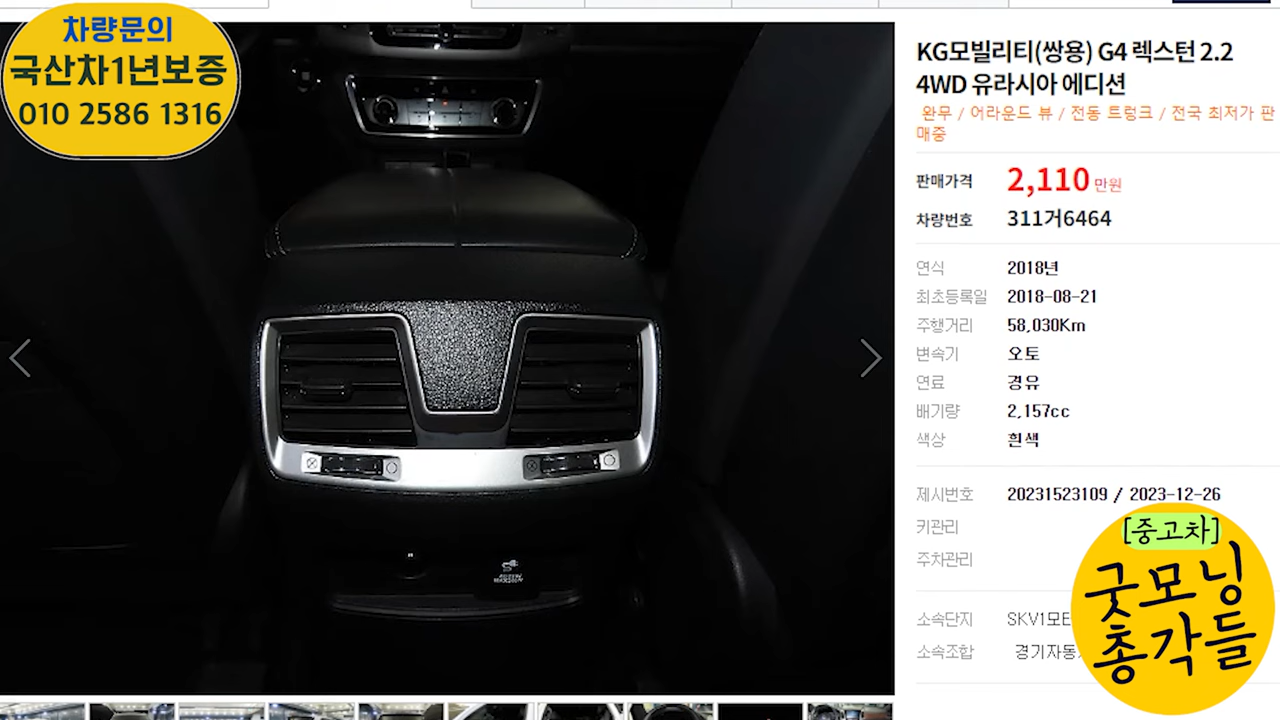 차량문의
국산차1년보증
010 2586 1316
KG모빌리티(쌍용) G4 렉스턴 2.2
4WD 유라시아 에디션
완무 / 어라운드 뷰 / 전동 트렁크 / 전국 최저가 판
매중
판매가격 2,110 만원
차량번호 311거6464
연식 2018년
최초등록일 2018-08-21
주행거리 58,030Km
변속기 오토
연료 경유
배기량 2,157cc
색상 흰색
제시번호 20231523109 / 2023-12-26
키관리
주차관리
소속단지 SKV1모터
소속조합 경기자동
[중고차]
굿모닝
총각들